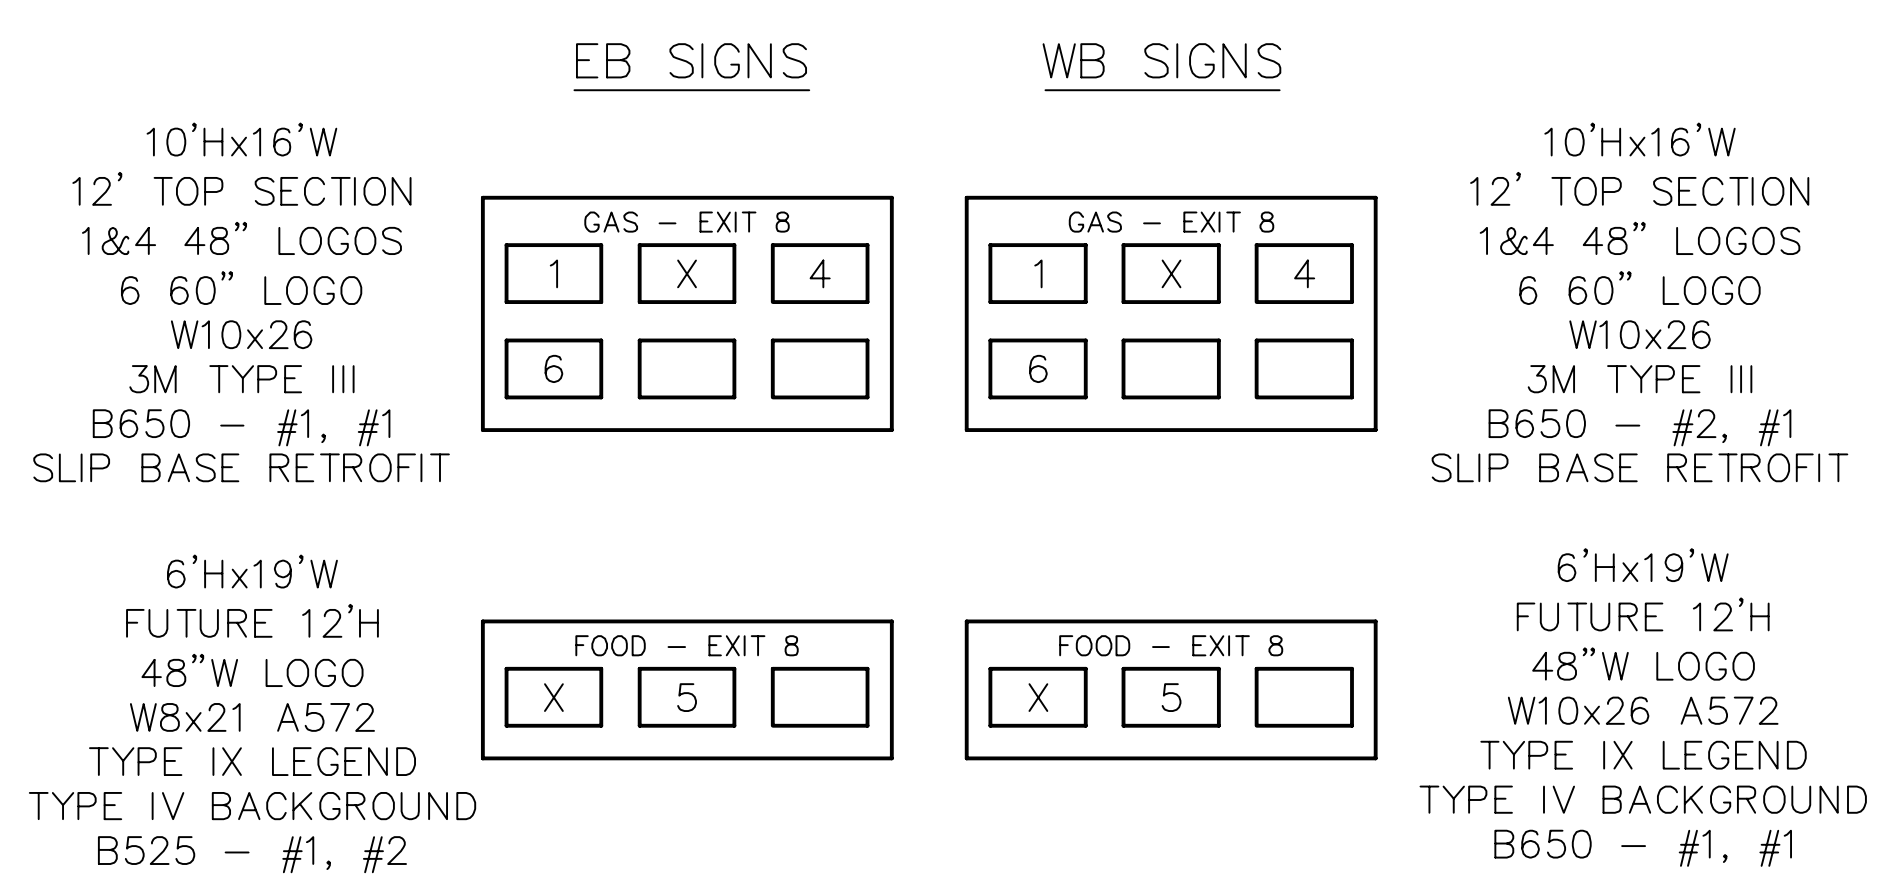 EB SIGNS
WB SIGNS
10'Hx16'W
12' TOP SECTION
1&4 48" LOGOS
6 60" LOGO
W10x26
3M TYPE III
B650 – #1, #1
SLIP BASE RETROFIT
GAS – EXIT 8
1 X 4
6
GAS – EXIT 8
1 X 4
6
10'Hx16'W
12' TOP SECTION
1&4 48" LOGOS
6 60" LOGO
W10x26
3M TYPE III
B650 – #2, #1
SLIP BASE RETROFIT
6'Hx19'W
FUTURE 12'H
48"W LOGO
W8x21 A572
TYPE IX LEGEND
TYPE IV BACKGROUND
B525 – #1, #2
FOOD – EXIT 8
X 5
FOOD – EXIT 8
X 5
6'Hx19'W
FUTURE 12'H
48"W LOGO
W10x26 A572
TYPE IX LEGEND
TYPE IV BACKGROUND
B650 – #1, #1